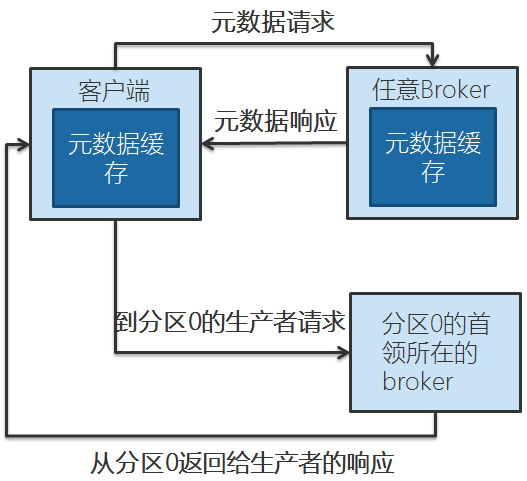 元数据请求
客户端
任意Broker
元数据缓
存
元数据响应
元数据缓
存
到分区0的生产者请求
分区0的首
领所在的
broker
从分区0返回给生产者的响应